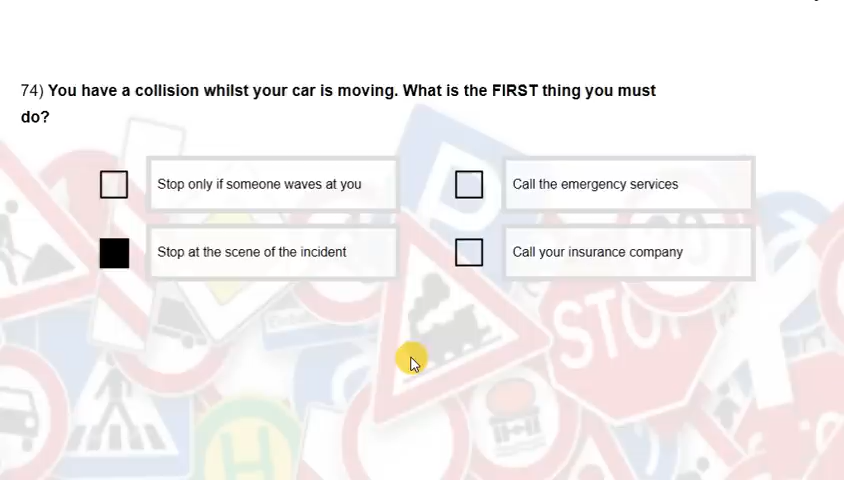 74) You have a collision whilst your car is moving. What is the FIRST thing you must
do?
Stop only if someone waves at you
Call the emergency services
Stop at the scene of the incident
Call your insurance company
P
STOP
H